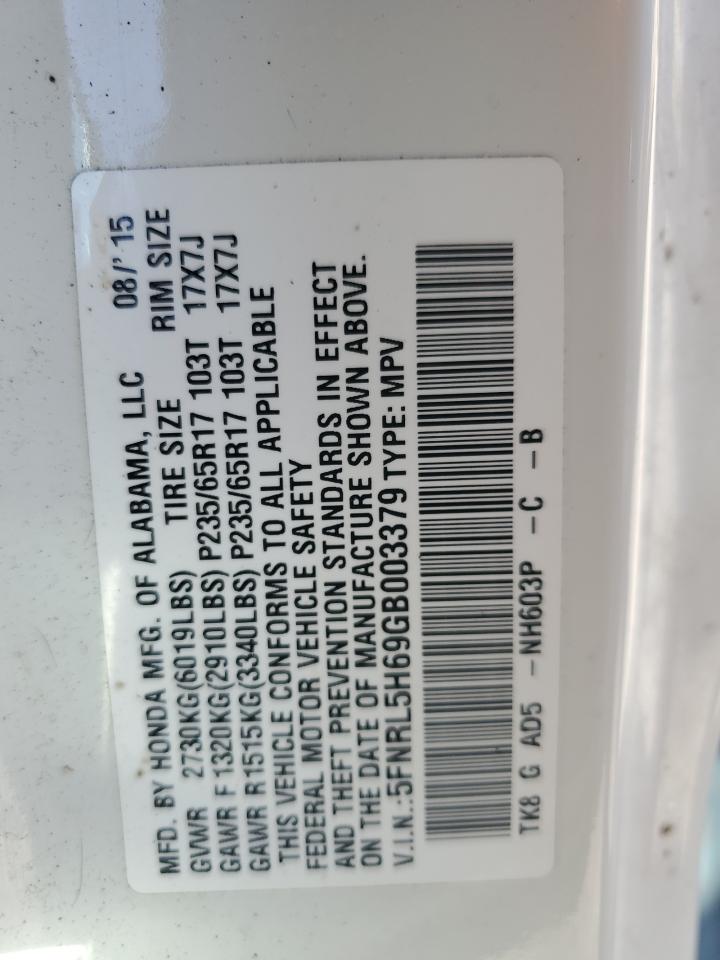 MFD. BY HONDA MFG. OF ALABAMA, LLC 08/'15
TIRE SIZE RIM SIZE
GVWR 2730KG(6019LBS)
GAWR F 1320KG(2910LBS) P235/65R17 103T 17X7J
GAWR R1515KG(3340LBS) P235/65R17 103T 17X7J
THIS VEHICLE CONFORMS TO ALL APPLICABLE
FEDERAL MOTOR VEHICLE SAFETY
AND THEFT PREVENTION STANDARDS IN EFFECT
ON THE DATE OF MANUFACTURE SHOWN ABOVE.
V.I.N.:5FNRL5H69GB003379 TYPE: MPV
TK8 G AD5 -NH603P -C -B